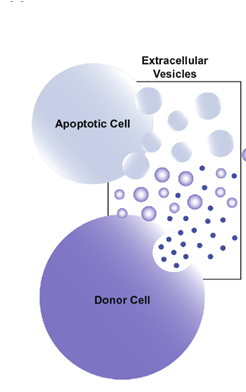 Extracellular
Vesicles
Apoptotic Cell
Donor Cell